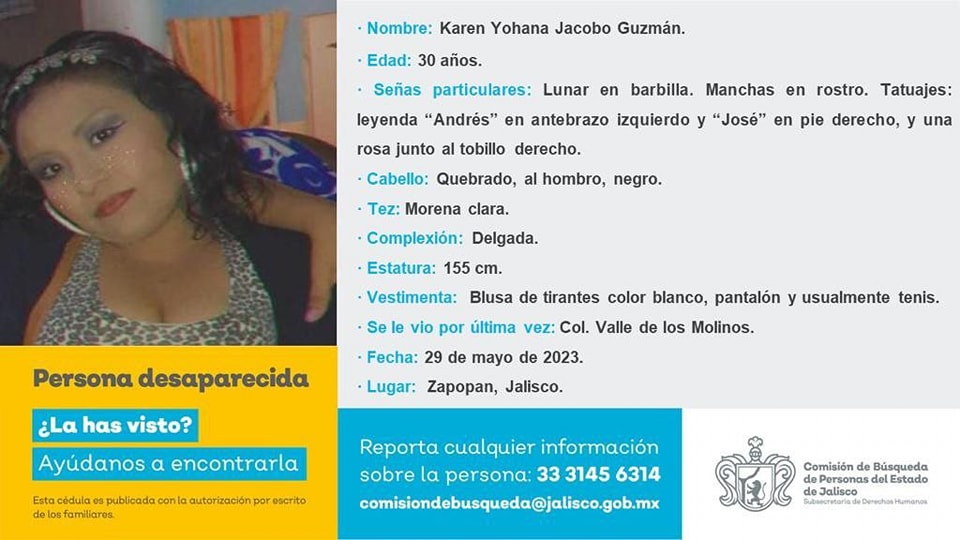 · Nombre: Karen Yohana Jacobo Guzmán.
· Edad: 30 años.
· Señas particulares: Lunar en barbilla. Manchas en rostro. Tatuajes:
leyenda “Andrés” en antebrazo izquierdo y “José” en pie derecho, y una
rosa junto al tobillo derecho.
· Cabello: Quebrado, al hombro, negro.
· Tez: Morena clara.
· Complexión: Delgada.
· Estatura: 155 cm.
· Vestimenta: Blusa de tirantes color blanco, pantalón y usualmente tenis.
· Se le vio por última vez: Col. Valle de los Molinos.
· Fecha: 29 de mayo de 2023.
· Lugar: Zapopan, Jalisco.
Persona desaparecida
¿La has visto?
Ayúdanos a encontrarla
Esta cédula es publicada con la autorización por escrito
de los familiares.
Reporta cualquier información
sobre la persona: 33 3145 6314
comisiondebusqueda@jalisco.gob.mx
Comisión de Búsqueda
de Personas del Estado
de Jalisco
Subsecretaría de Derechos Humanos